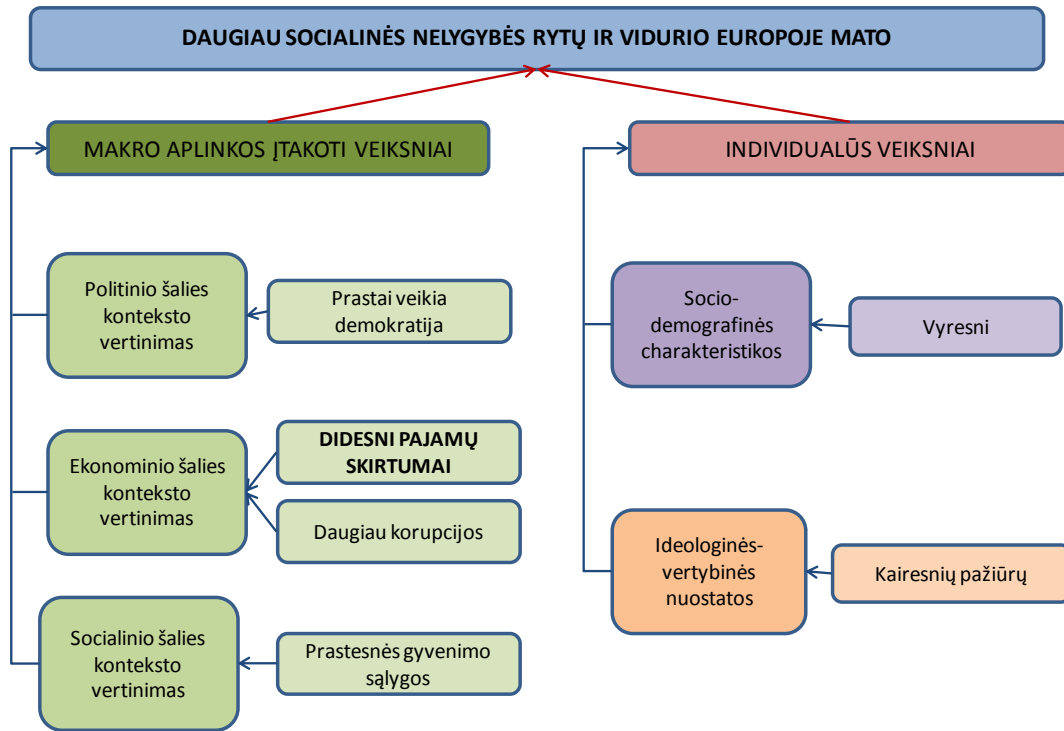 DAUGIAU SOCIALINĖS NELYGYBĖS RYTŲ IR VIDURIO EUROPOJE MATO
MAKRO APLINKOS ĮTAKOTI VEIKSNIAI
Politinio šalies
konteksto
vertinimas
Prastai veikia
demokratija
Ekonominio šalies
konteksto
vertinimas
DIDESNI PAJAMŲ
SKIRTUMAI
Daugiau korupcijos
Socialinio šalies
konteksto
vertinimas
Prastesnės gyvenimo
sąlygos
INDIVIDUALŪS VEIKSNIAI
Socio-
demografinės
charakteristikos
Vyresni
Ideologinės-
vertybinės
nuostatos
Kairesnių pažiūrų